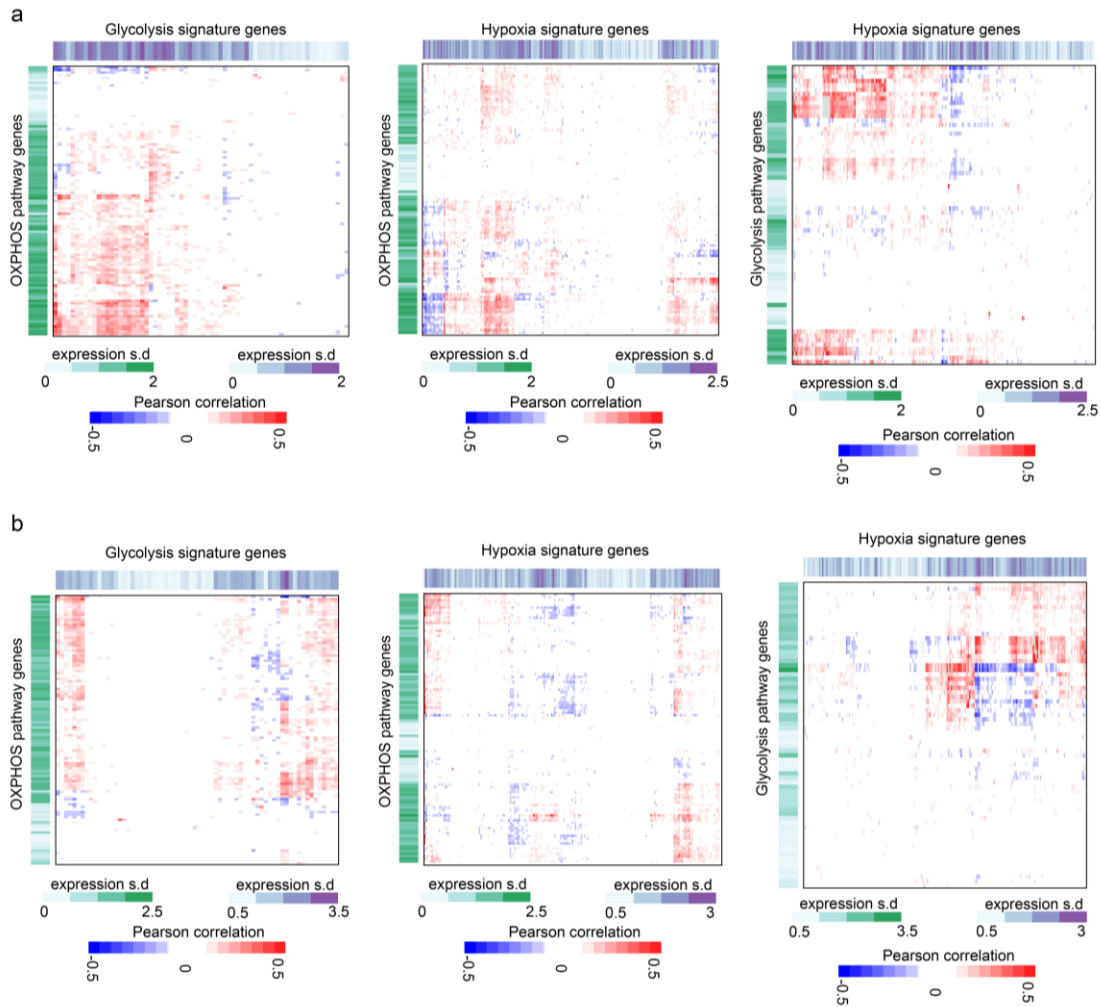 a
Glycolysis signature genes
Hypoxia signature genes
Hypoxia signature genes
OXPHOS pathway genes
OXPHOS pathway genes
Glycolysis pathway genes
expression s.d
0 2
expression s.d
0 2
Pearson correlation
-0.5 0 0.5
expression s.d
0 2
expression s.d
0 2.5
Pearson correlation
-0.5 0 0.5
expression s.d
0 2
expression s.d
0 2.5
Pearson correlation
-0.5 0 0.5
b
Glycolysis signature genes
Hypoxia signature genes
Hypoxia signature genes
OXPHOS pathway genes
OXPHOS pathway genes
Glycolysis pathway genes
expression s.d
0 2.5
expression s.d
0.5 3.5
Pearson correlation
-0.5 0 0.5
expression s.d
0 2.5
expression s.d
0.5 3
Pearson correlation
-0.5 0 0.5
expression s.d
0.5 3.5
expression s.d
0.5 3
Pearson correlation
-0.5 0 0.5